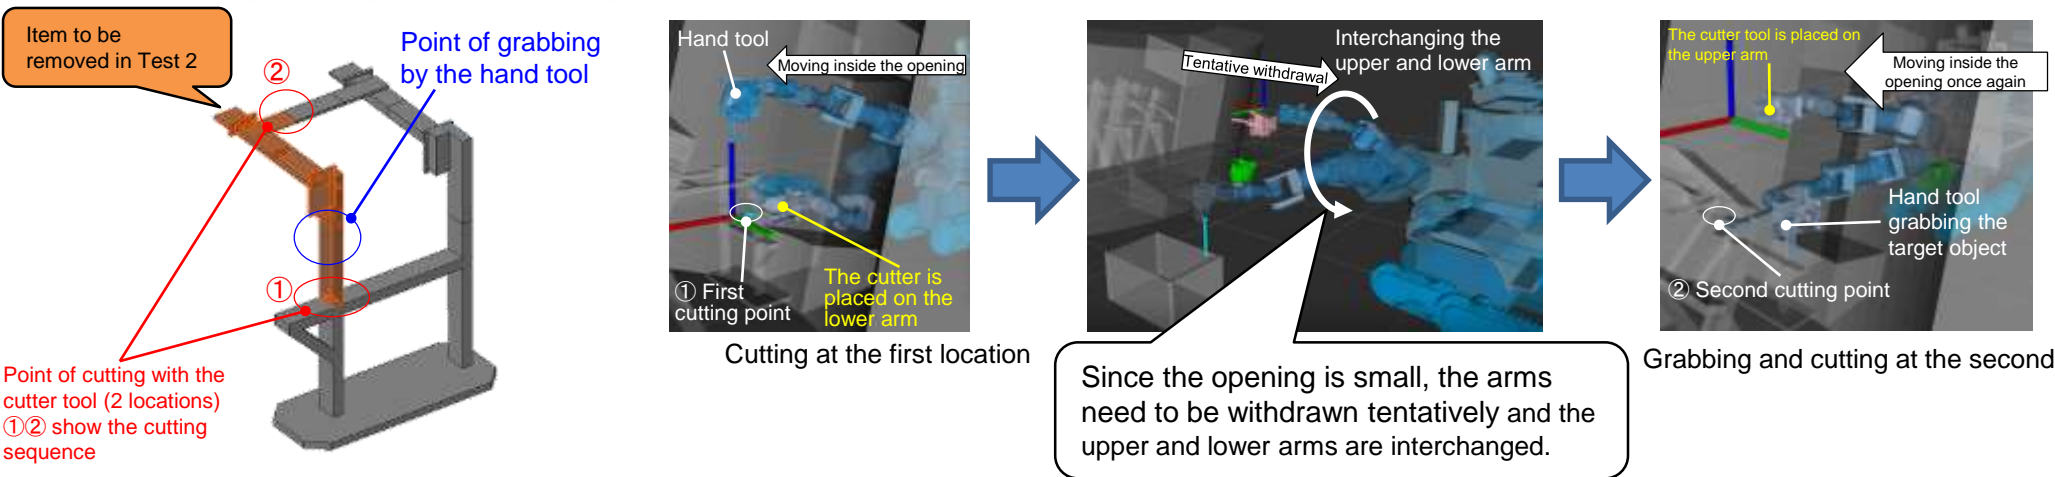 Item to be
removed in Test 2
②
Point of grabbing
by the hand tool
①
Point of cutting with the
cutter tool (2 locations)
①② show the cutting
sequence
Hand tool
Moving inside the opening
① First
cutting point
The cutter is
placed on the
lower arm
Cutting at the first location
Tentative withdrawal
Interchanging the
upper and lower arm
Since the opening is small, the arms
need to be withdrawn tentatively and the
upper and lower arms are interchanged.
The cutter tool is placed on
the upper arm
Moving inside the
opening once again
Hand tool
grabbing the
target object
② Second cutting point
Grabbing and cutting at the second